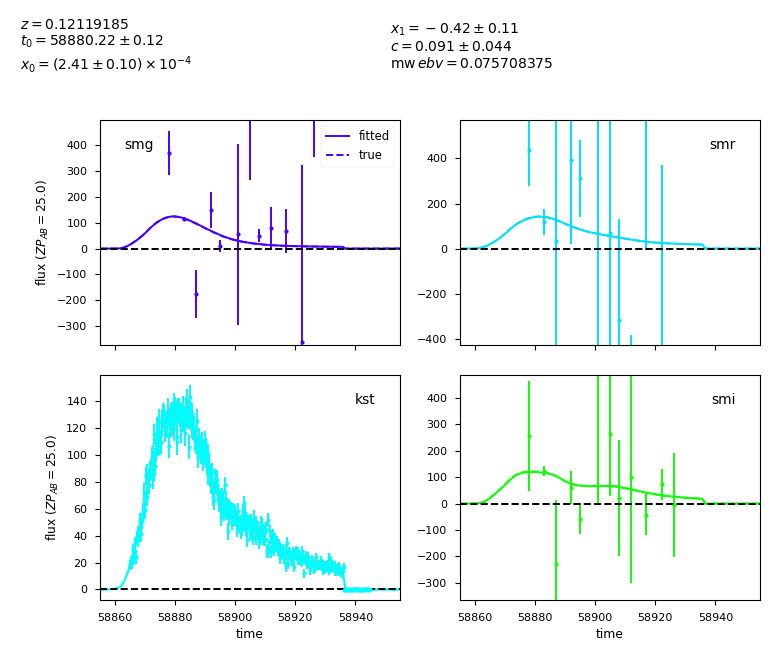 z = 0.12119185
t₀ = 58880.22 ± 0.12
x₀ = (2.41 ± 0.10) × 10⁻⁴
x₁ = −0.42 ± 0.11
c = 0.091 ± 0.044
mw ebv = 0.075708375
smg
fitted
true
400
300
200
100
0
−100
−200
−300
flux (ZP_AB = 25.0)
smr
400
200
0
−200
−400
kst
140
120
100
80
60
40
20
0
flux (ZP_AB = 25.0)
58860 58880 58900 58920 58940
time
smi
400
300
200
100
0
−100
−200
−300
58860 58880 58900 58920 58940
time